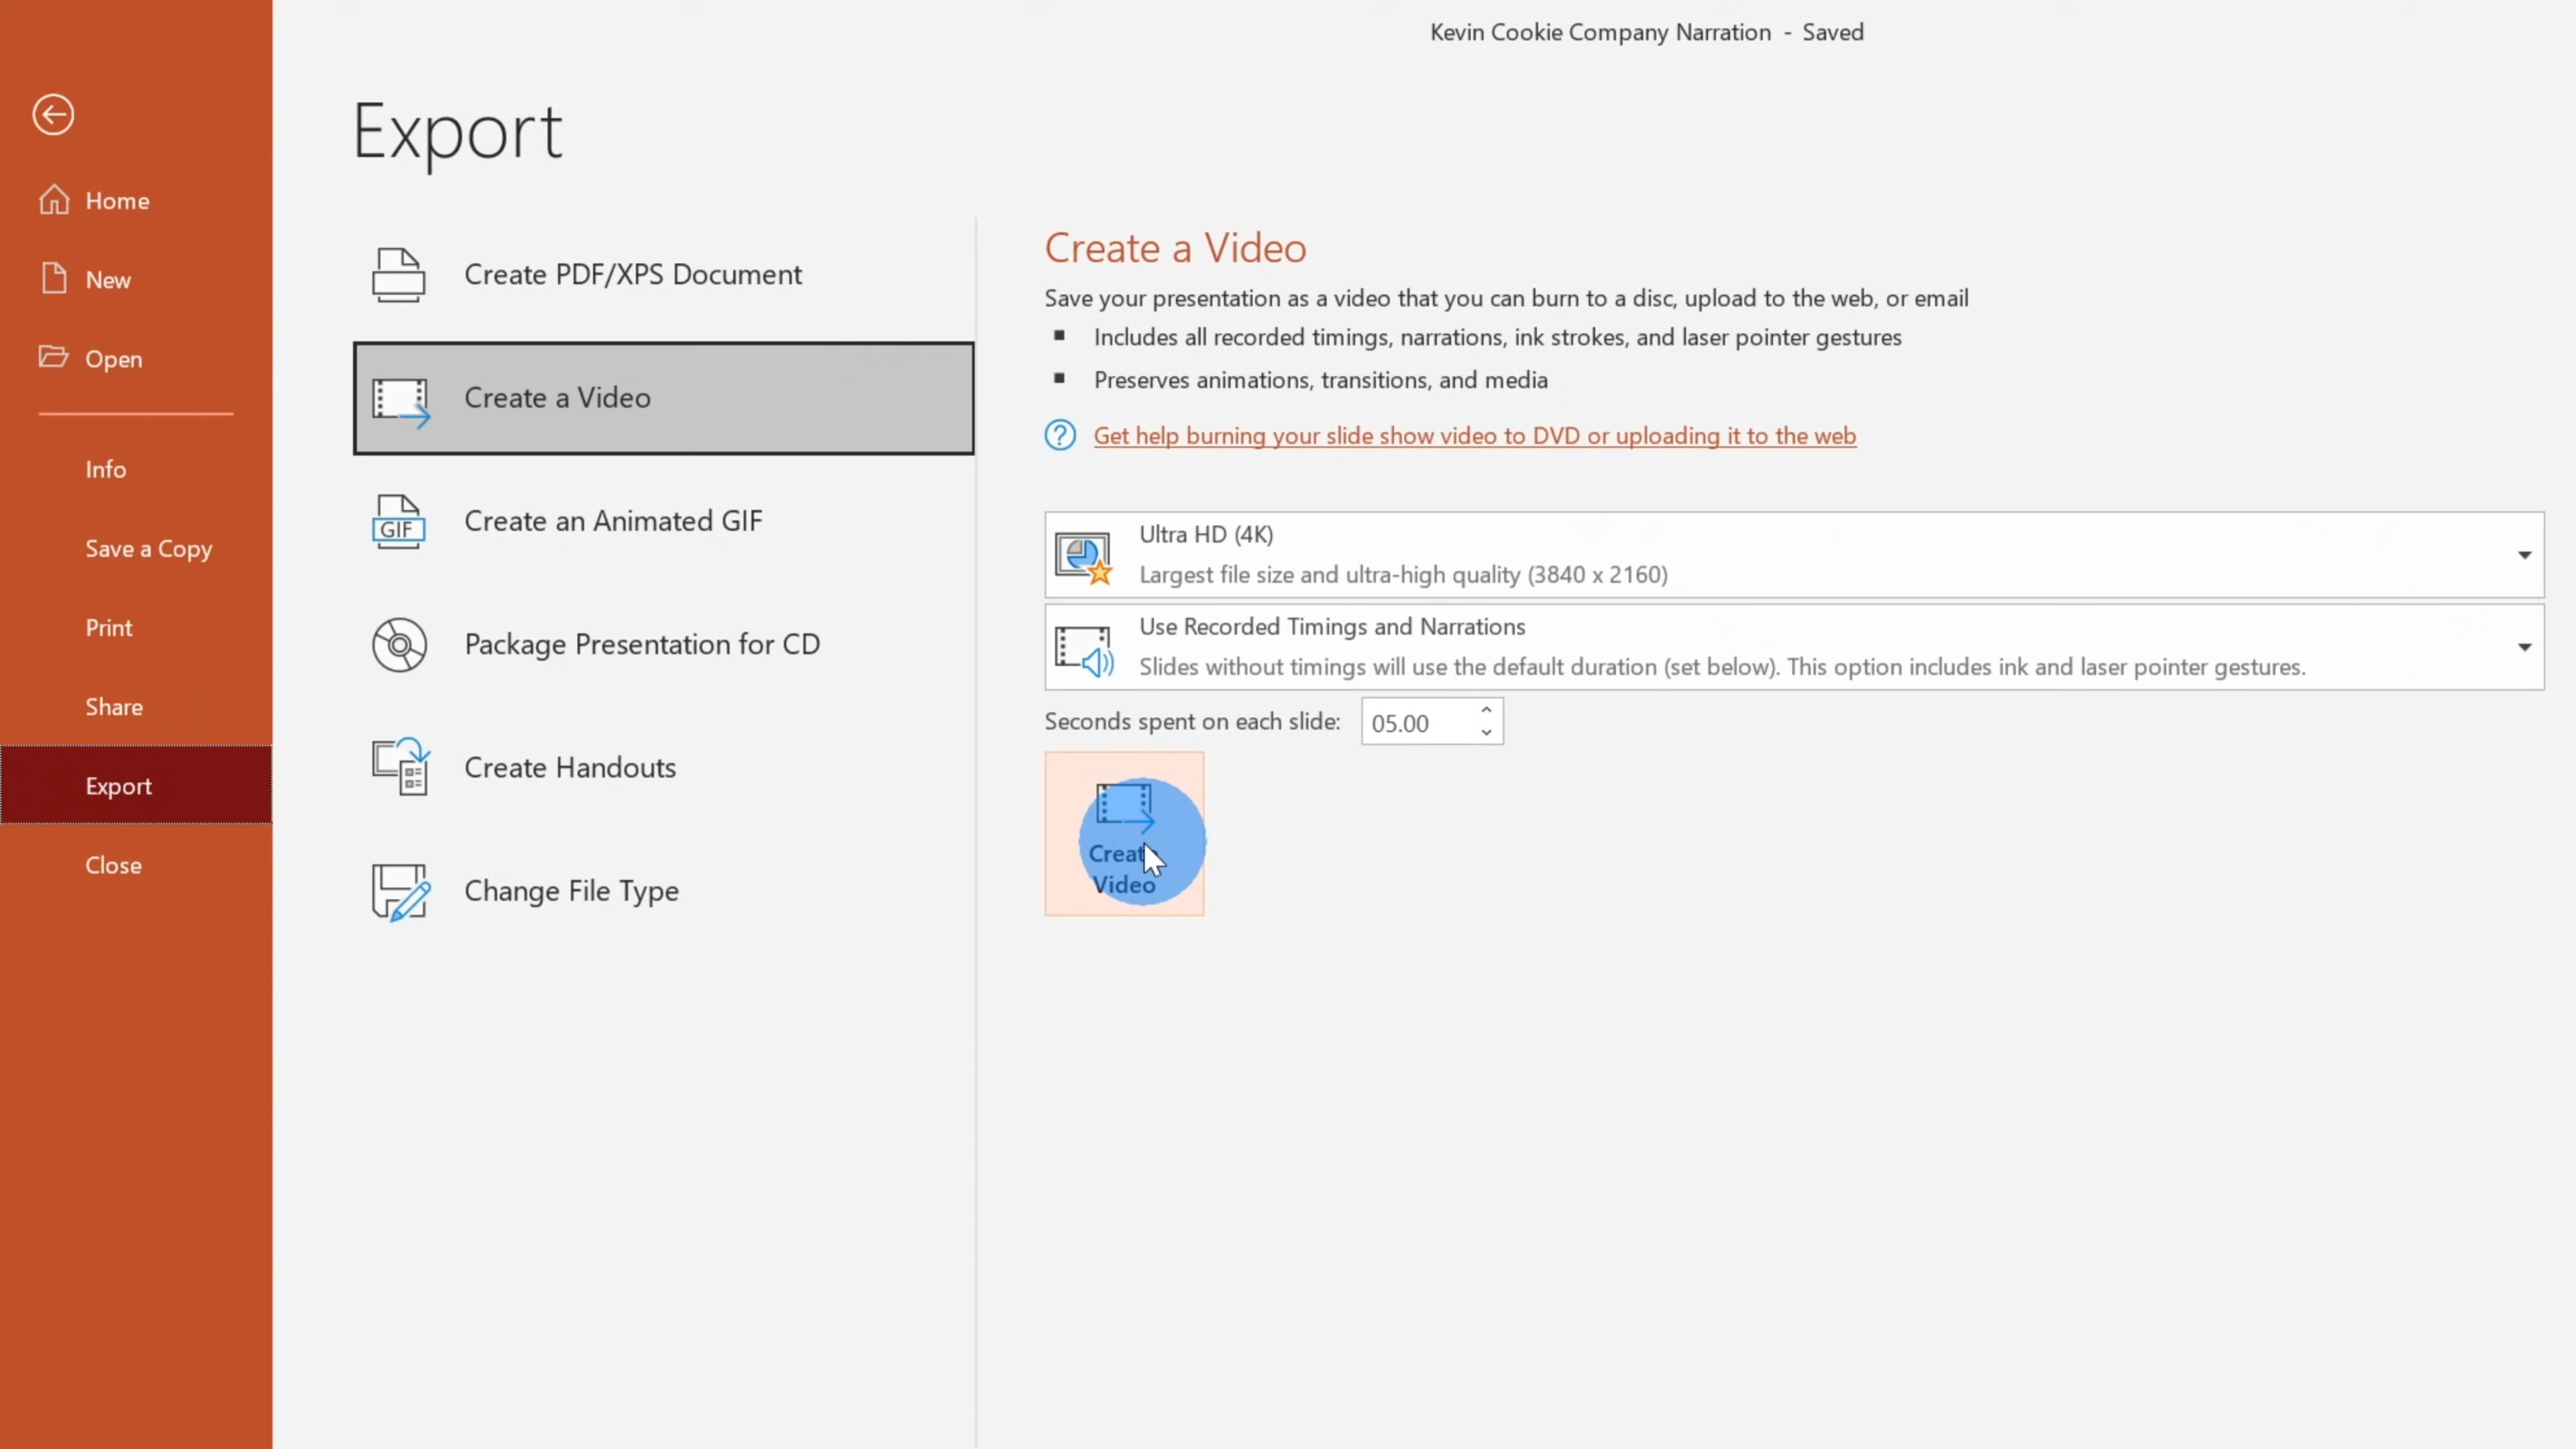 Kevin Cookie Company Narration - Saved
Home
New
Open
Info
Save a Copy
Print
Share
Export
Close
Export
Create PDF/XPS Document
Create a Video
GIF
Create an Animated GIF
Package Presentation for CD
Create Handouts
Change File Type
Create a Video
Save your presentation as a video that you can burn to a disc, upload to the web, or email
Includes all recorded timings, narrations, ink strokes, and laser pointer gestures
Preserves animations, transitions, and media
Get help burning your slide show video to DVD or uploading it to the web
Ultra HD (4K)
Largest file size and ultra-high quality (3840 x 2160)
Use Recorded Timings and Narrations
Slides without timings will use the default duration (set below). This option includes ink and laser pointer gestures.
Seconds spent on each slide: 05.00
Create
Video